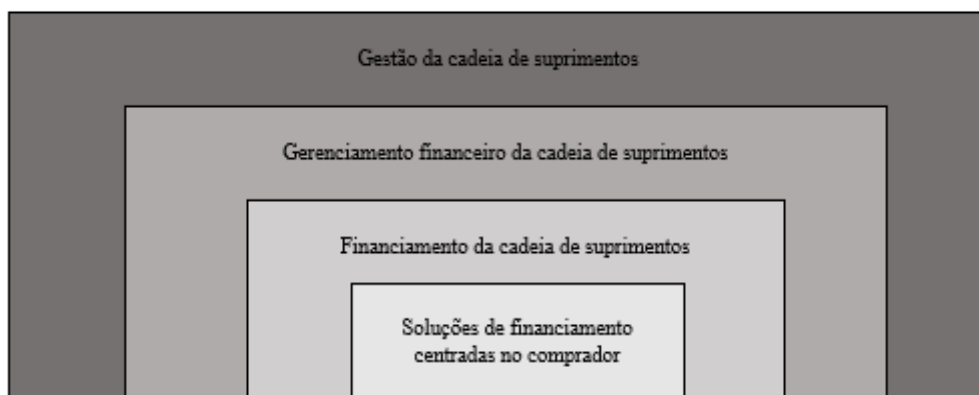 Gestão da cadeia de suprimentos
Gerenciamento financeiro da cadeia de suprimentos
Financiamento da cadeia de suprimentos
Soluções de financiamento
centradas no comprador